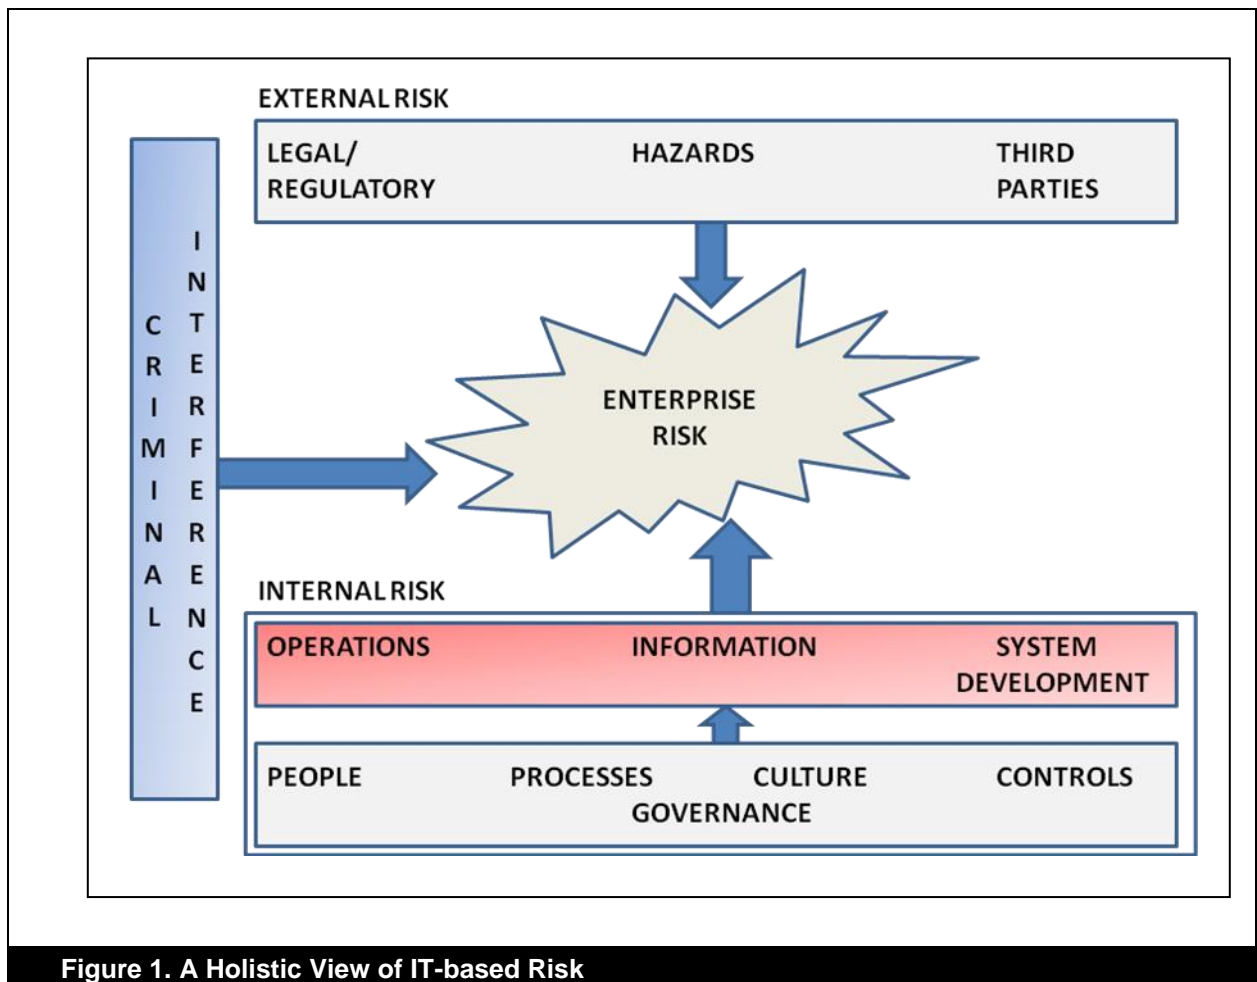 EXTERNAL RISK
LEGAL/
REGULATORY
HAZARDS
THIRD
PARTIES
CRIMINAL
INTERFERENCE
ENTERPRISE
RISK
INTERNAL RISK
OPERATIONS
INFORMATION
SYSTEM
DEVELOPMENT
PEOPLE PROCESSES CULTURE CONTROLS
GOVERNANCE
Figure 1. A Holistic View of IT-based Risk